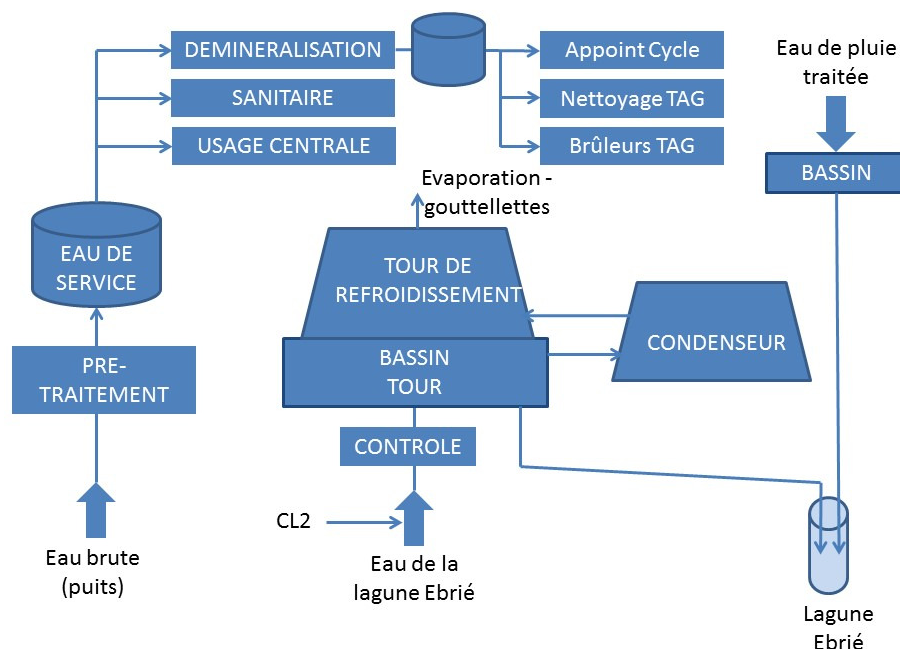 DEMINERALISATION
SANITAIRE
USAGE CENTRALE
Appoint Cycle
Nettoyage TAG
Brûleurs TAG
Eau de pluie
traitée
BASSIN
Evaporation -
gouttellettes
EAU DE
SERVICE
TOUR DE
REFROIDISSEMENT
CONDENSEUR
PRE-
TRAITEMENT
BASSIN
TOUR
CONTROLE
CL2
Eau brute
(puits)
Eau de la
lagune Ebrié
Lagune
Ebrié